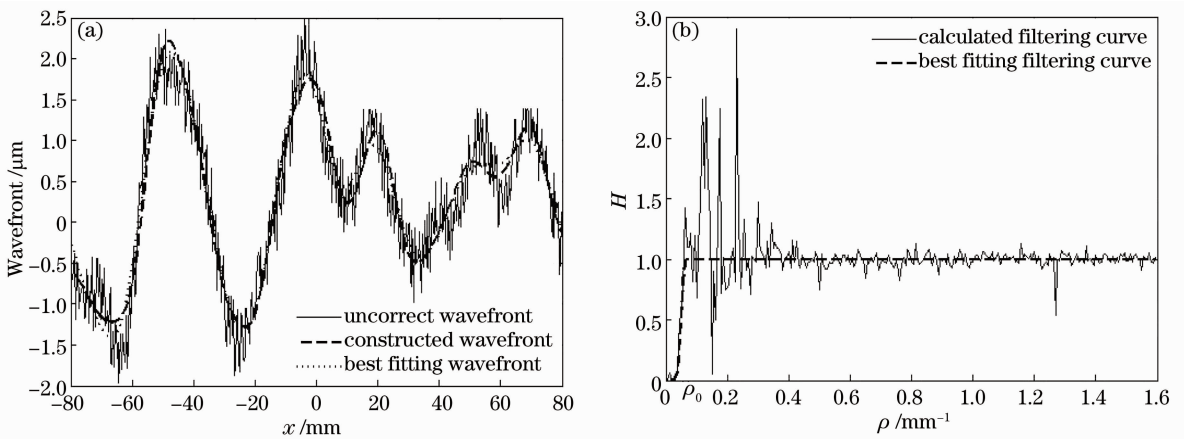 (a)
2.5
2.0
1.5
1.0
0.5
0
−0.5
−1.0
−1.5
−2.0
Wavefront /μm
uncorrect wavefront
constructed wavefront
best fitting wavefront
−80 −60 −40 −20 0 20 40 60 80
x /mm
(b)
3.0
2.5
2.0
1.5
1.0
0.5
0
H
calculated filtering curve
best fitting filtering curve
0 ρ0 0.2 0.4 0.6 0.8 1.0 1.2 1.4 1.6
ρ /mm−1